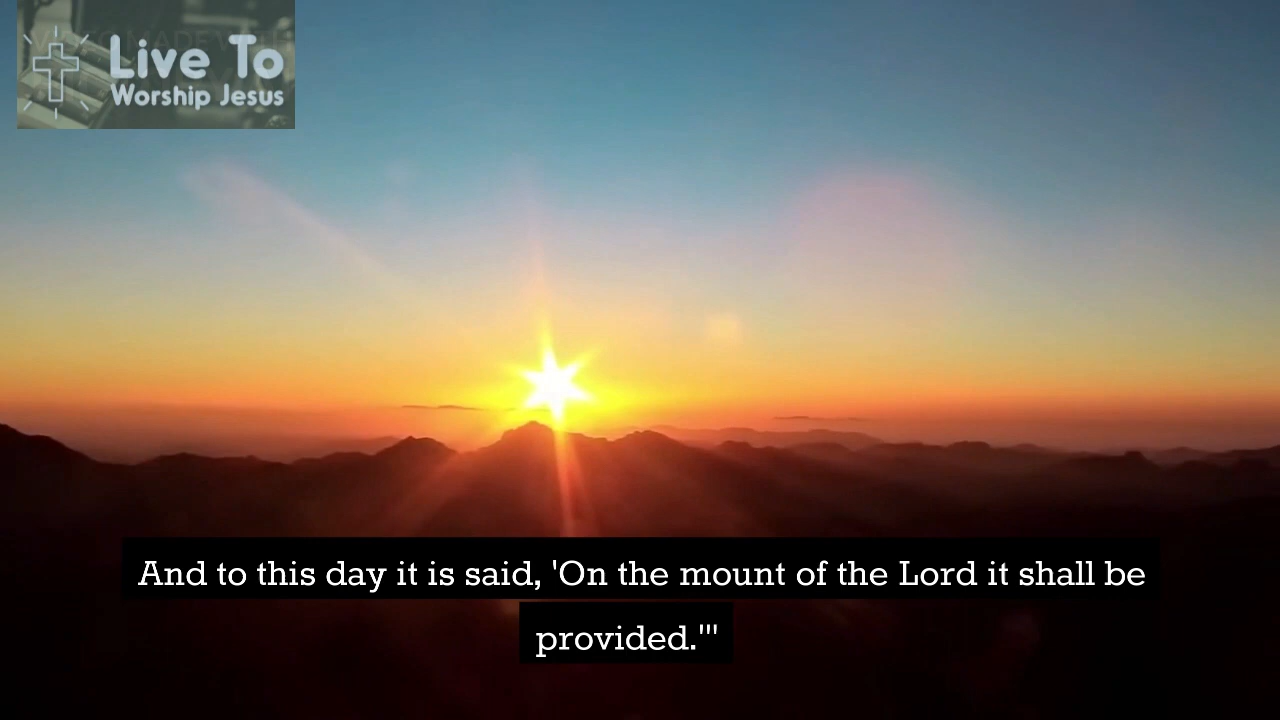 Live To
Worship Jesus
And to this day it is said, 'On the mount of the Lord it shall be
provided.'"